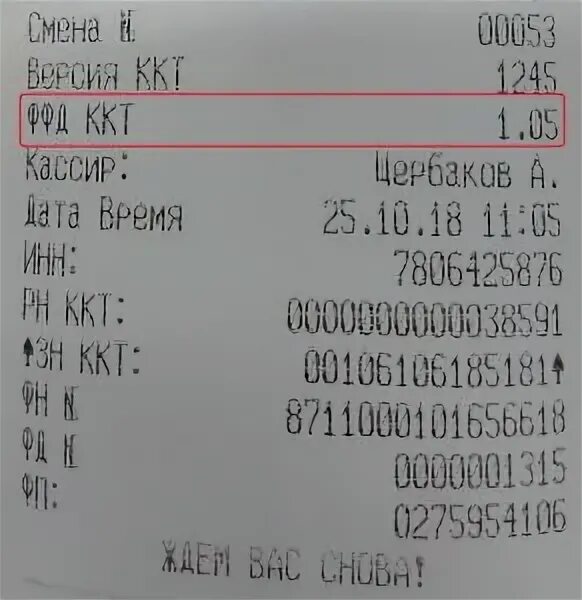 Смена № 00053
Версия ККТ 1245
ФФД ККТ 1.05
Кассир: Щербаков А.
Дата Время 25.10.18 11:05
ИНН: 7806425876
РН ККТ: 0000000000038591
↑ЗН ККТ: 00106106185181↑
ФН № 8711000101656618
ФД № 0000001315
ФП: 0275954106
ЖДЕМ ВАС СНОВА!